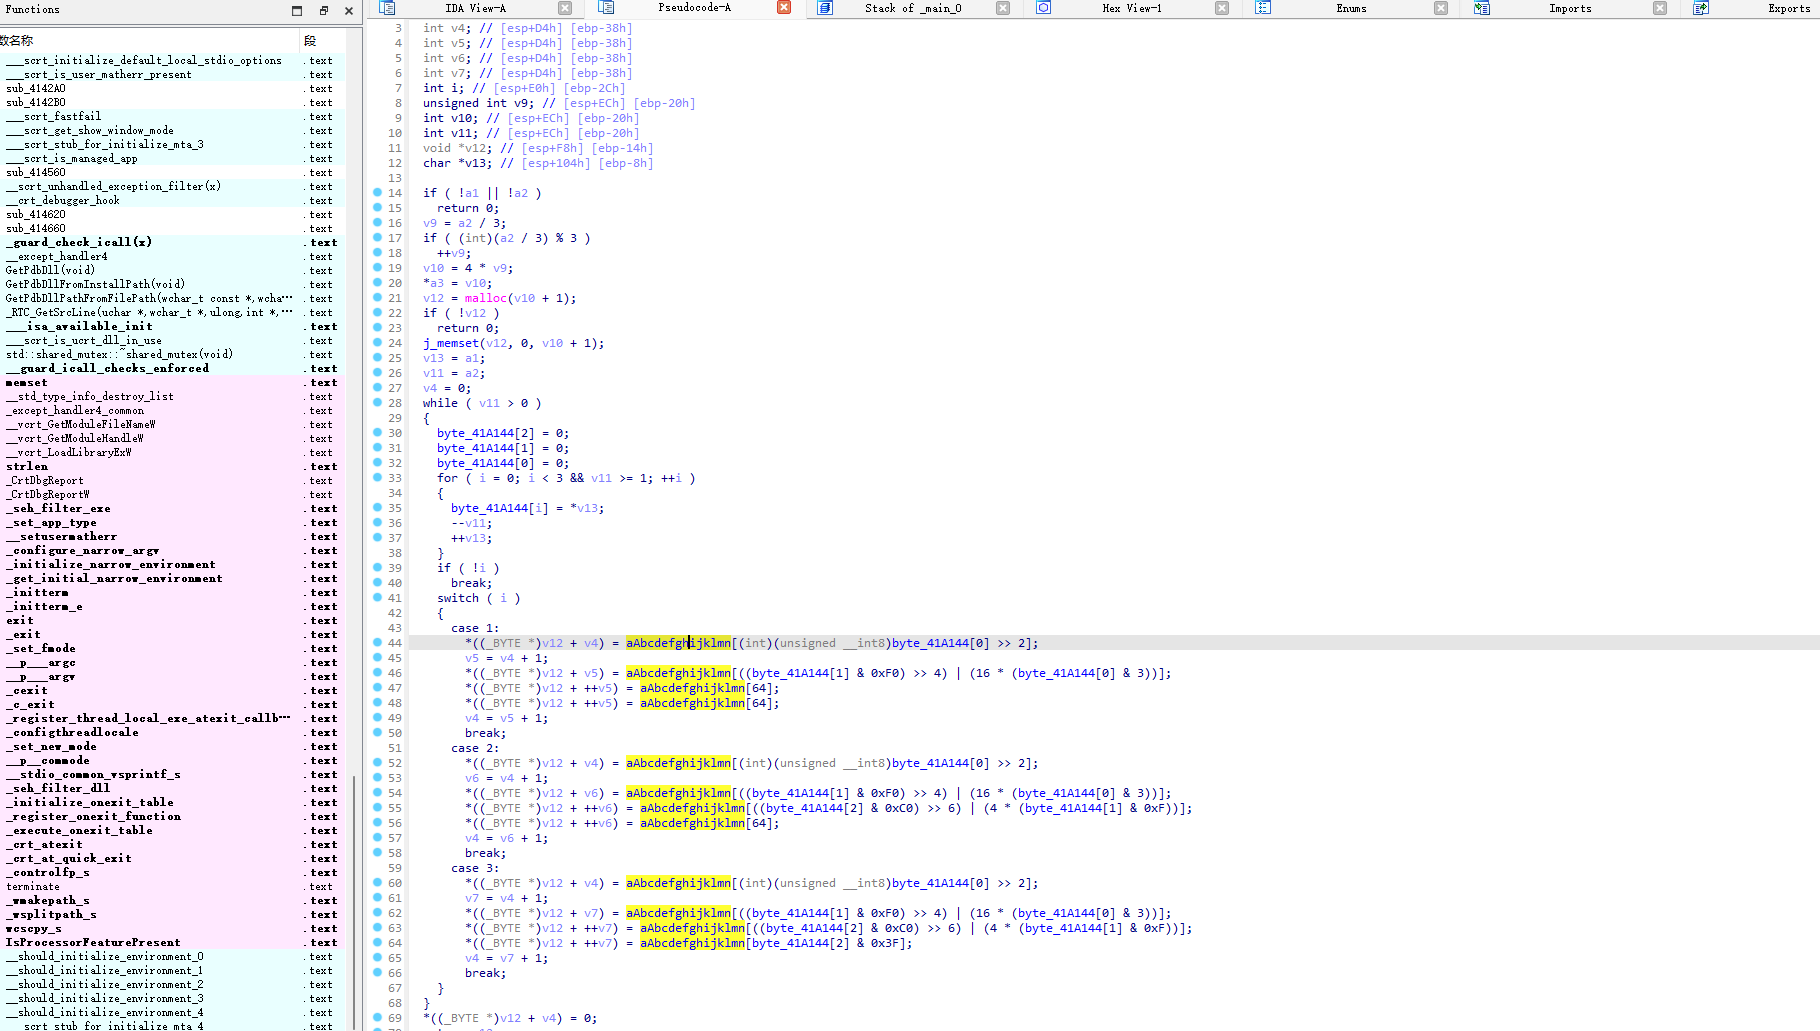 Functions
数名称 段
___scrt_initialize_default_local_stdio_options .text
___scrt_is_user_matherr_present .text
sub_4142A0 .text
sub_4142B0 .text
___scrt_fastfail .text
___scrt_get_show_window_mode .text
___scrt_stub_for_initialize_mta_3 .text
___scrt_is_managed_app .text
sub_414560 .text
__scrt_unhandled_exception_filter(x) .text
__crt_debugger_hook .text
sub_414620 .text
sub_414660 .text
_guard_check_icall(x) .text
__except_handler4 .text
GetPdbDll(void) .text
GetPdbDllFromInstallPath(void) .text
GetPdbDllPathFromFilePath(wchar_t const *,wcha… .text
_RTC_GetSrcLine(uchar *,wchar_t *,ulong,int *,… .text
___isa_available_init .text
___scrt_is_ucrt_dll_in_use .text
std::shared_mutex::~shared_mutex(void) .text
__guard_icall_checks_enforced .text
memset .text
__std_type_info_destroy_list .text
_except_handler4_common .text
__vcrt_GetModuleFileNameW .text
__vcrt_GetModuleHandleW .text
__vcrt_LoadLibraryExW .text
strlen .text
_CrtDbgReport .text
_CrtDbgReportW .text
_seh_filter_exe .text
_set_app_type .text
__setusermatherr .text
_configure_narrow_argv .text
_initialize_narrow_environment .text
_get_initial_narrow_environment .text
_initterm .text
_initterm_e .text
exit .text
_exit .text
_set_fmode .text
__p___argc .text
__p___argv .text
_cexit .text
_c_exit .text
_register_thread_local_exe_atexit_callb… .text
_configthreadlocale .text
_set_new_mode .text
__p__commode .text
__stdio_common_vsprintf_s .text
_seh_filter_dll .text
_initialize_onexit_table .text
_register_onexit_function .text
_execute_onexit_table .text
_crt_atexit .text
_crt_at_quick_exit .text
_controlfp_s .text
terminate .text
_wmakepath_s .text
_wsplitpath_s .text
wcscpy_s .text
IsProcessorFeaturePresent .text
__should_initialize_environment_0 .text
__should_initialize_environment_1 .text
__should_initialize_environment_2 .text
__should_initialize_environment_3 .text
__should_initialize_environment_4 .text
scrt stub for initialize mta 4 .text
IDA View-A Pseudocode-A Stack of _main_0 Hex View-1 Enums Imports Exports
3 int v4; // [esp+D4h] [ebp-38h]
4 int v5; // [esp+D4h] [ebp-38h]
5 int v6; // [esp+D4h] [ebp-38h]
6 int v7; // [esp+D4h] [ebp-38h]
7 int i; // [esp+E0h] [ebp-2Ch]
8 unsigned int v9; // [esp+ECh] [ebp-20h]
9 int v10; // [esp+ECh] [ebp-20h]
10 int v11; // [esp+ECh] [ebp-20h]
11 void *v12; // [esp+F8h] [ebp-14h]
12 char *v13; // [esp+104h] [ebp-8h]
13
14 if ( !a1 || !a2 )
15 return 0;
16 v9 = a2 / 3;
17 if ( (int)(a2 / 3) % 3 )
18 ++v9;
19 v10 = 4 * v9;
20 *a3 = v10;
21 v12 = malloc(v10 + 1);
22 if ( !v12 )
23 return 0;
24 j_memset(v12, 0, v10 + 1);
25 v13 = a1;
26 v11 = a2;
27 v4 = 0;
28 while ( v11 > 0 )
29 {
30 byte_41A144[2] = 0;
31 byte_41A144[1] = 0;
32 byte_41A144[0] = 0;
33 for ( i = 0; i < 3 && v11 >= 1; ++i )
34 {
35 byte_41A144[i] = *v13;
36 --v11;
37 ++v13;
38 }
39 if ( !i )
40 break;
41 switch ( i )
42 {
43 case 1:
44 *((_BYTE *)v12 + v4) = aAbcdefghijklmn[(int)(unsigned __int8)byte_41A144[0] >> 2];
45 v5 = v4 + 1;
46 *((_BYTE *)v12 + v5) = aAbcdefghijklmn[((byte_41A144[1] & 0xF0) >> 4) | (16 * (byte_41A144[0] & 3))];
47 *((_BYTE *)v12 + ++v5) = aAbcdefghijklmn[64];
48 *((_BYTE *)v12 + ++v5) = aAbcdefghijklmn[64];
49 v4 = v5 + 1;
50 break;
51 case 2:
52 *((_BYTE *)v12 + v4) = aAbcdefghijklmn[(int)(unsigned __int8)byte_41A144[0] >> 2];
53 v6 = v4 + 1;
54 *((_BYTE *)v12 + v6) = aAbcdefghijklmn[((byte_41A144[1] & 0xF0) >> 4) | (16 * (byte_41A144[0] & 3))];
55 *((_BYTE *)v12 + ++v6) = aAbcdefghijklmn[((byte_41A144[2] & 0xC0) >> 6) | (4 * (byte_41A144[1] & 0xF))];
56 *((_BYTE *)v12 + ++v6) = aAbcdefghijklmn[64];
57 v4 = v6 + 1;
58 break;
59 case 3:
60 *((_BYTE *)v12 + v4) = aAbcdefghijklmn[(int)(unsigned __int8)byte_41A144[0] >> 2];
61 v7 = v4 + 1;
62 *((_BYTE *)v12 + v7) = aAbcdefghijklmn[((byte_41A144[1] & 0xF0) >> 4) | (16 * (byte_41A144[0] & 3))];
63 *((_BYTE *)v12 + ++v7) = aAbcdefghijklmn[((byte_41A144[2] & 0xC0) >> 6) | (4 * (byte_41A144[1] & 0xF))];
64 *((_BYTE *)v12 + ++v7) = aAbcdefghijklmn[byte_41A144[2] & 0x3F];
65 v4 = v7 + 1;
66 break;
67 }
68 }
69 *((_BYTE *)v12 + v4) = 0;